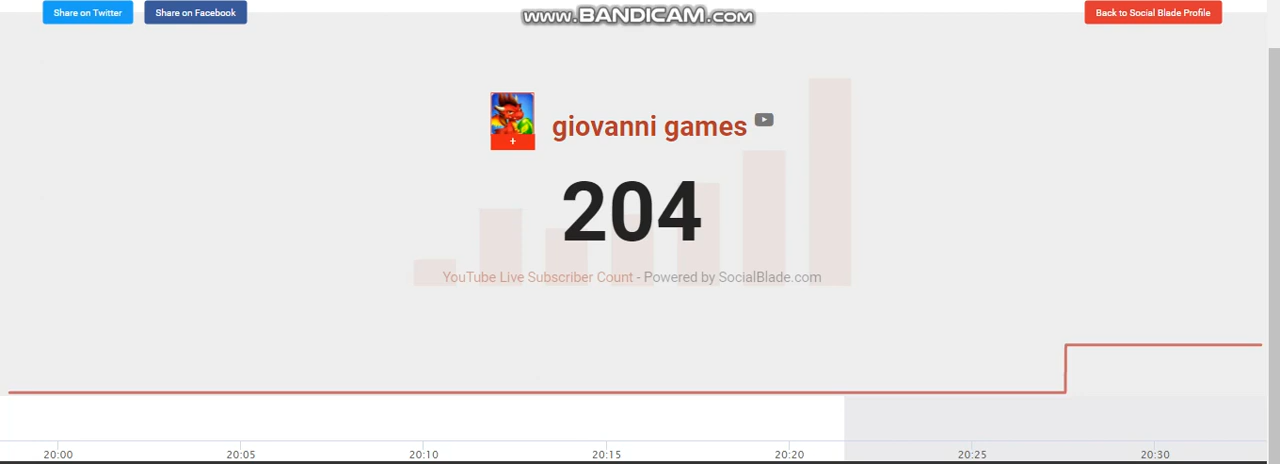 Share on Twitter
Share on Facebook
www.BANDICAM.com
Back to Social Blade Profile
+
giovanni games
204
YouTube Live Subscriber Count - Powered by SocialBlade.com
20:00
20:05
20:10
20:15
20:20
20:25
20:30